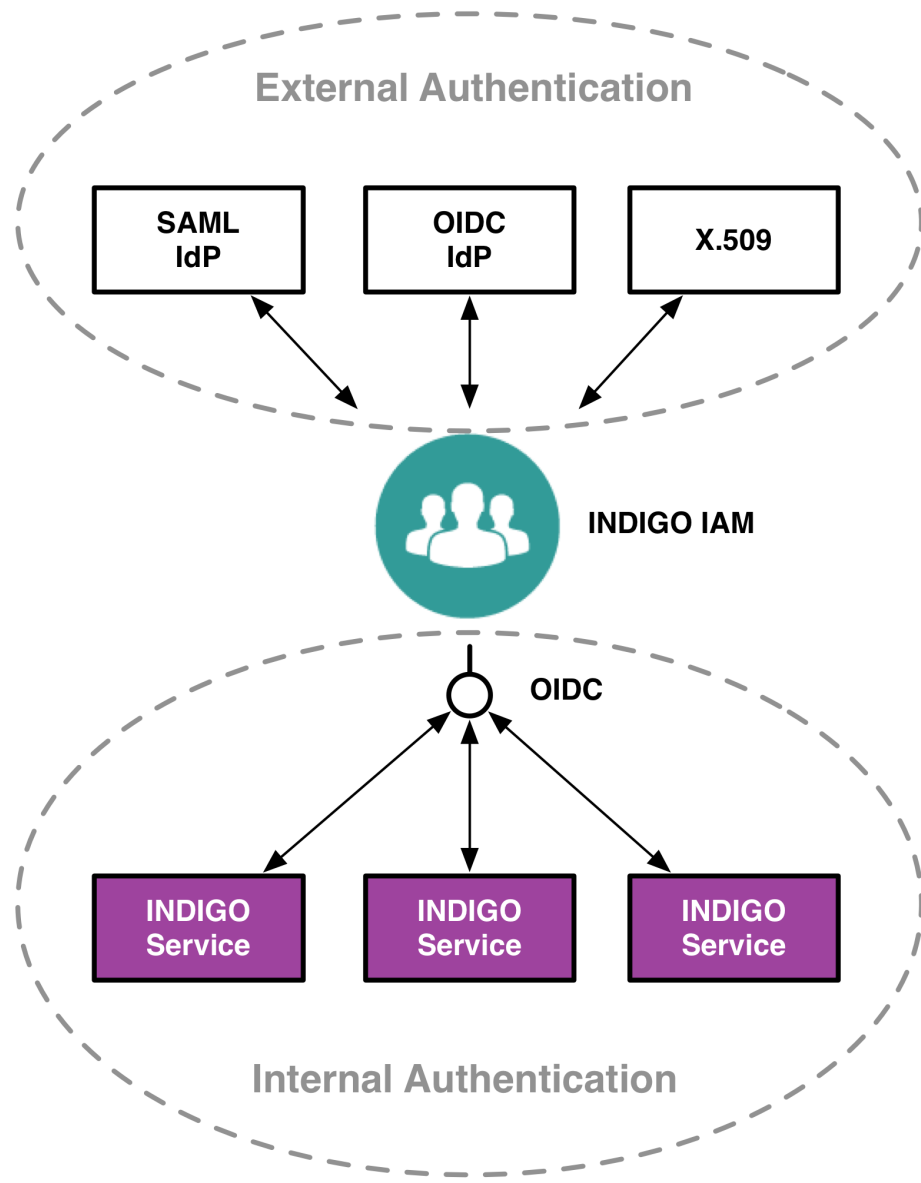 External Authentication
SAML
IdP
OIDC
IdP
X.509
INDIGO IAM
OIDC
INDIGO
Service
INDIGO
Service
INDIGO
Service
Internal Authentication